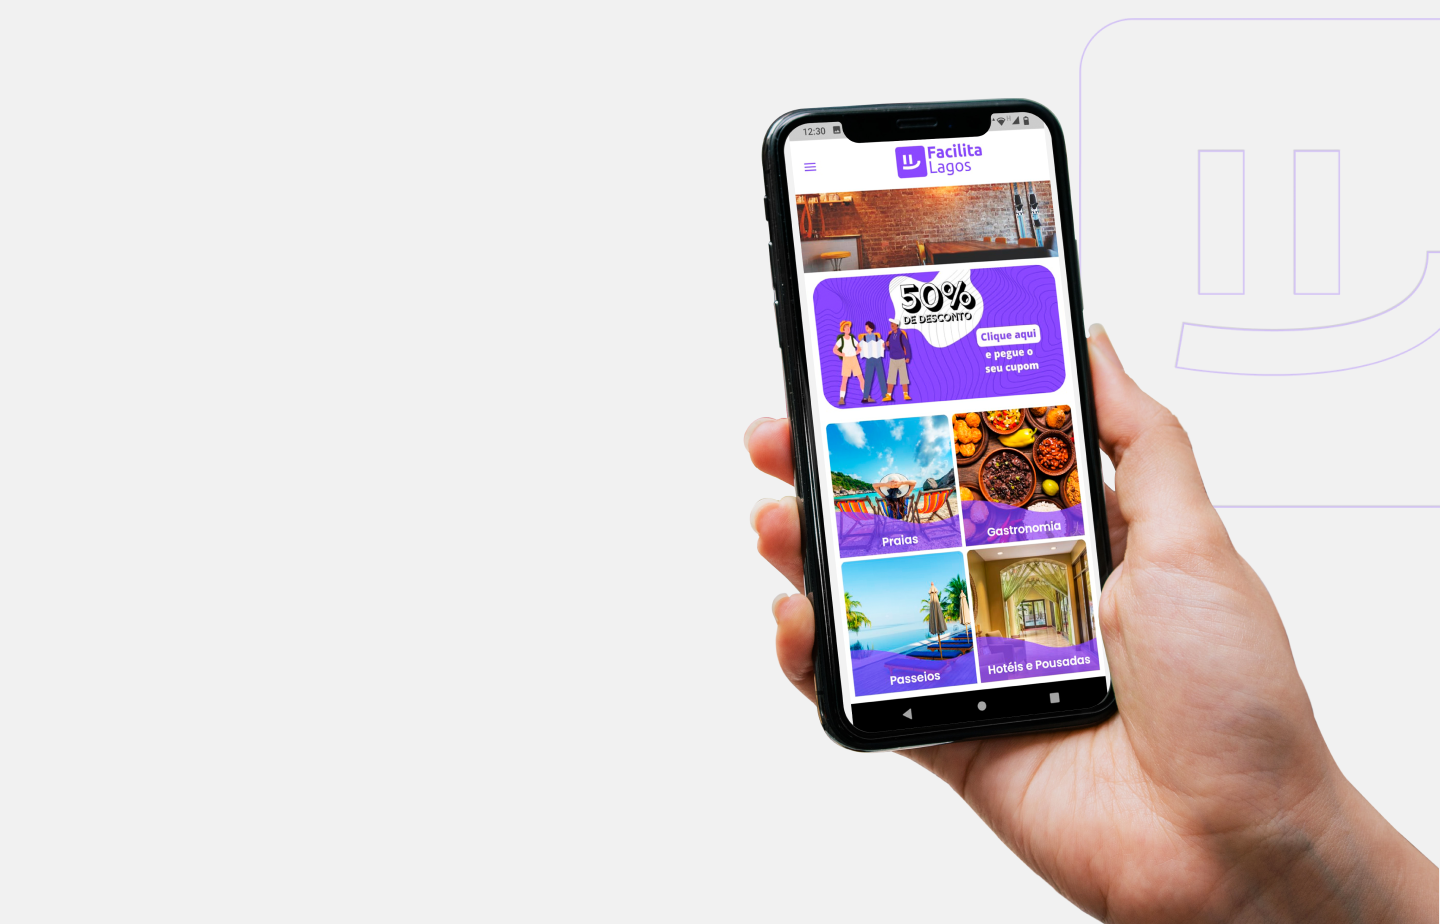 12:30
Facilita
Lagos
50%
DE DESCONTO
Clique aqui
e pegue o
seu cupom
Praias
Gastronomia
Passeios
Hotéis e Pousadas